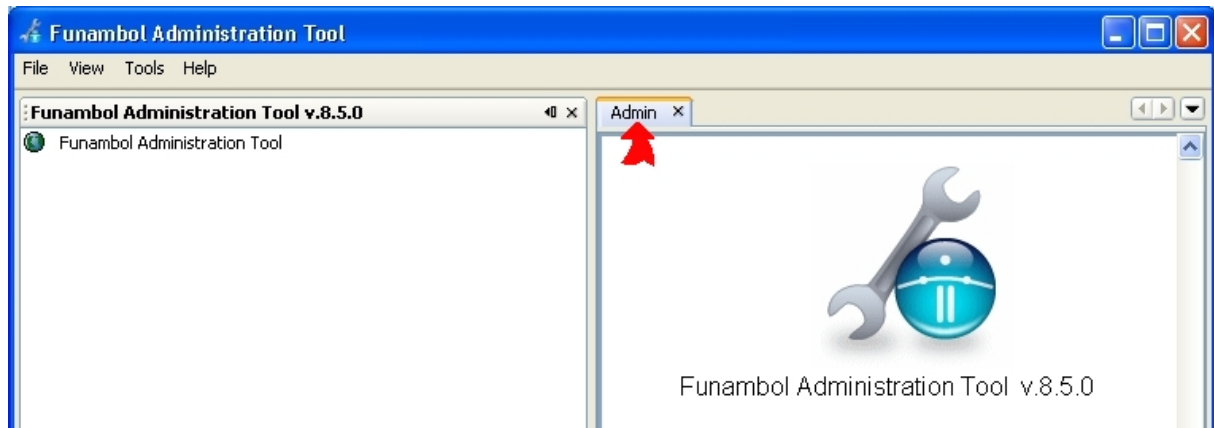 Funambol Administration Tool
File View Tools Help
Funambol Administration Tool v.8.5.0
Admin
Funambol Administration Tool
Funambol Administration Tool v.8.5.0